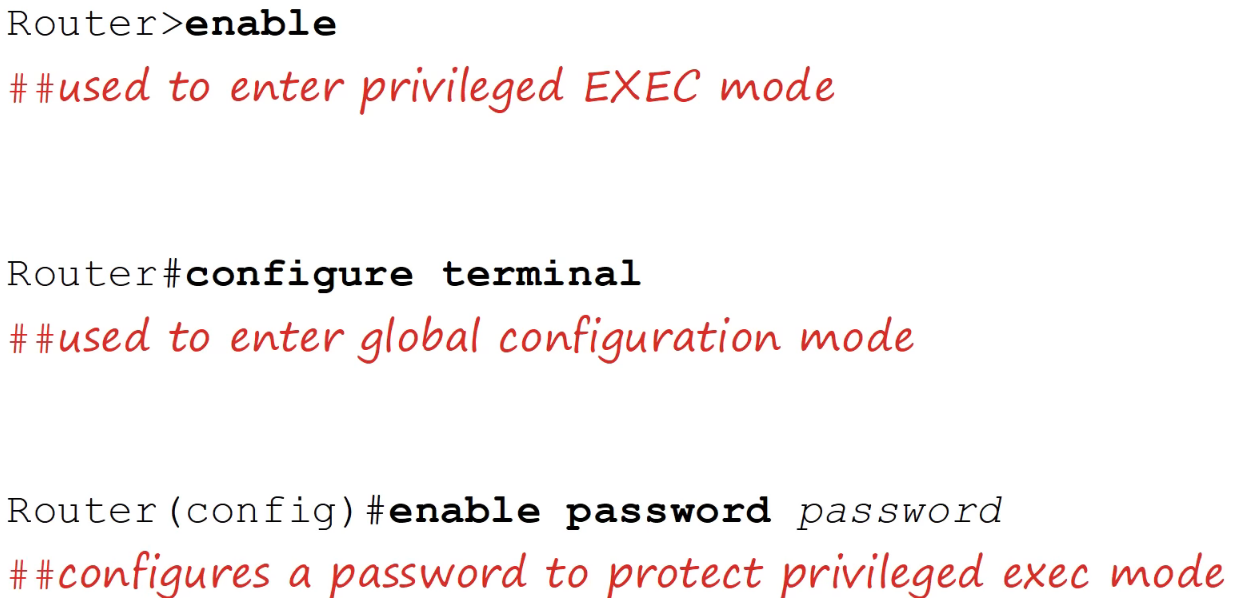 Router>enable
##used to enter privileged EXEC mode
Router#configure terminal
##used to enter global configuration mode
Router(config)#enable password password
##configures a password to protect privileged exec mode